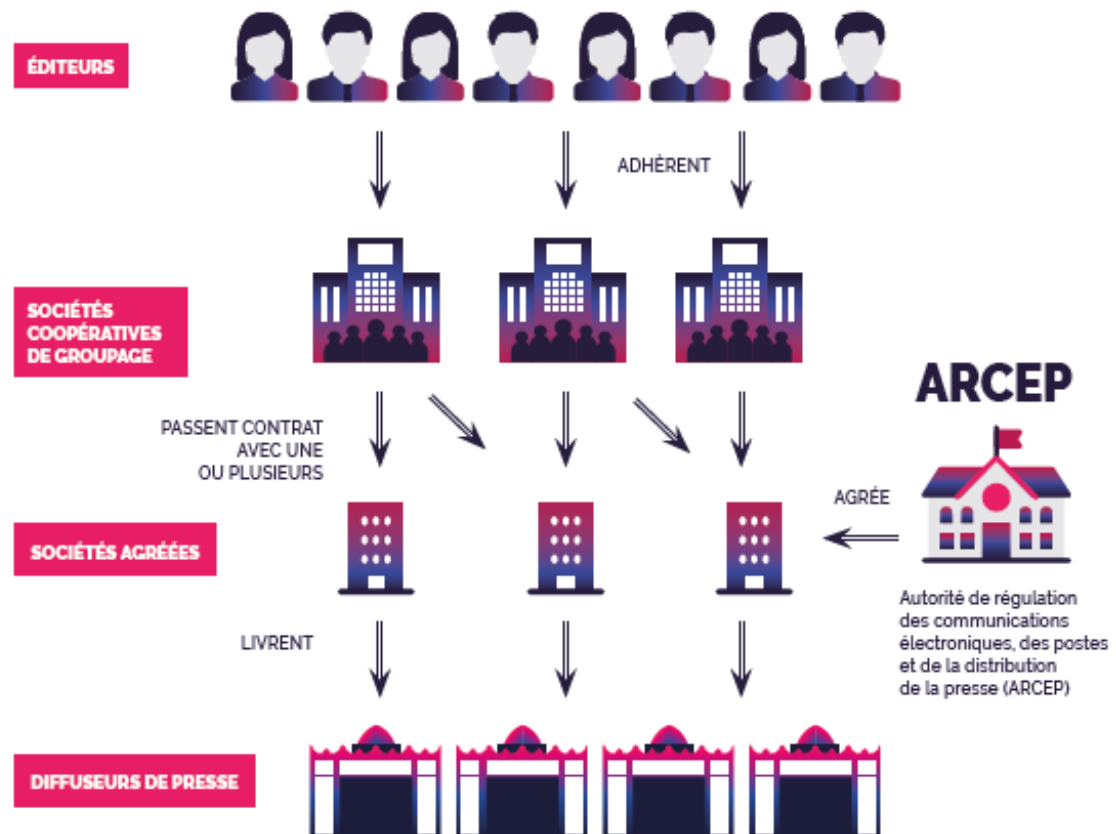 ÉDITEURS
ADHÈRENT
SOCIÉTÉS
COOPÉRATIVES
DE GROUPAGE
ARCEP
PASSENT CONTRAT
AVEC UNE
OU PLUSIEURS
AGRÉE
SOCIÉTÉS AGRÉÉES
Autorité de régulation
des communications
électroniques, des postes
et de la distribution
de la presse (ARCEP)
LIVRENT
DIFFUSEURS DE PRESSE